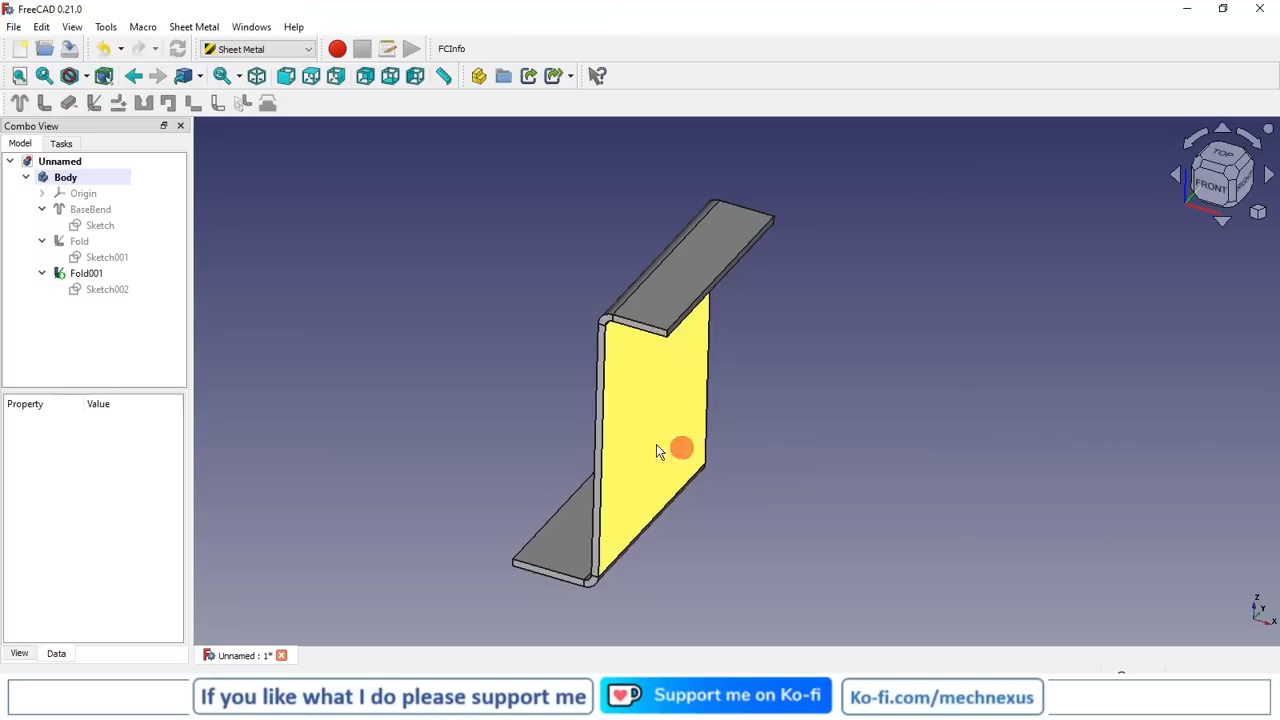 FreeCAD 0.21.0
File Edit View Tools Macro Sheet Metal Windows Help
Sheet Metal
FCInfo
Combo View
Model Tasks
Unnamed
Body
Origin
BaseBend
Sketch
Fold
Sketch001
Fold001
Sketch002
Property Value
View Data
Unnamed : 1*
TOP
FRONT
RIGHT
Z
Y
X
If you like what I do please support me
Support me on Ko-fi
Ko-fi.com/mechnexus